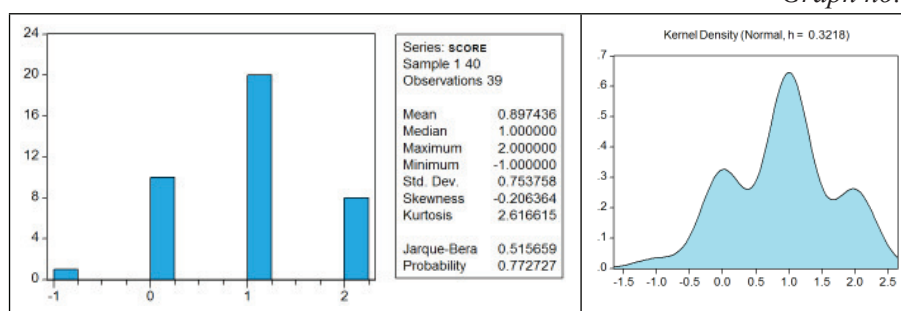 Graph no.
24
20
16
12
8
4
0
-1 0 1 2
Series: SCORE
Sample 1 40
Observations 39
Mean 0.897436
Median 1.000000
Maximum 2.000000
Minimum -1.000000
Std. Dev. 0.753758
Skewness -0.206364
Kurtosis 2.616615
Jarque-Bera 0.515659
Probability 0.772727
Kernel Density (Normal, h = 0.3218)
.7
.6
.5
.4
.3
.2
.1
.0
-1.5 -1.0 -0.5 0.0 0.5 1.0 1.5 2.0 2.5